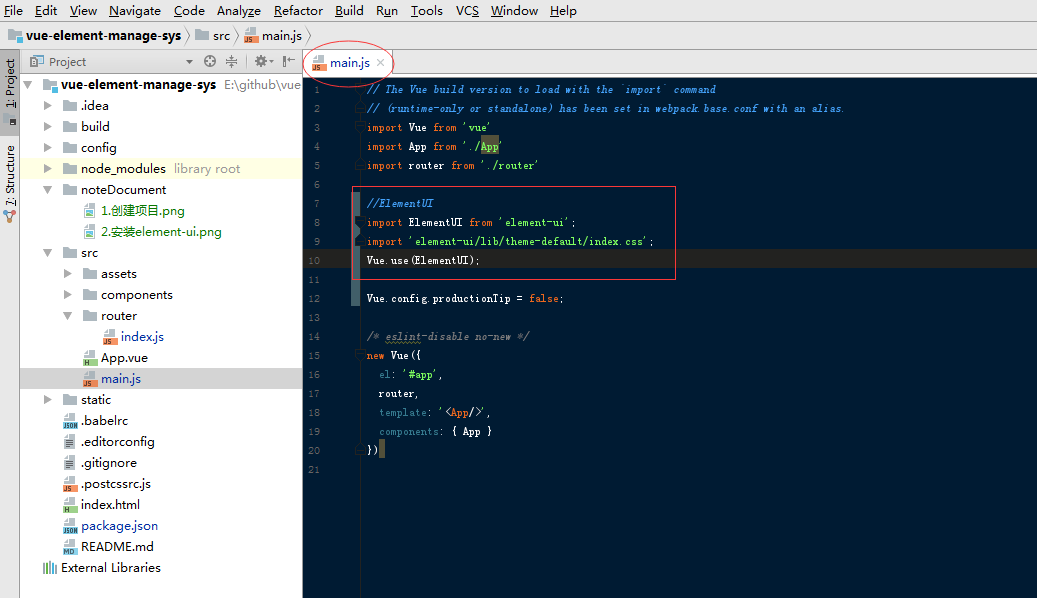 File Edit View Navigate Code Analyze Refactor Build Run Tools VCS Window Help
vue-element-manage-sys src main.js
1: Project
7: Structure
Project
vue-element-manage-sys E:\github\vue
.idea
build
config
node_modules library root
noteDocument
1.创建项目.png
2.安装element-ui.png
src
assets
components
router
index.js
App.vue
main.js
static
.babelrc
.editorconfig
.gitignore
.postcssrc.js
index.html
package.json
README.md
External Libraries
main.js
1 // The Vue build version to load with the `import` command
2 // (runtime-only or standalone) has been set in webpack.base.conf with an alias.
3 import Vue from 'vue'
4 import App from './App'
5 import router from './router'
6
7 //ElementUI
8 import ElementUI from 'element-ui';
9 import 'element-ui/lib/theme-default/index.css';
10 Vue.use(ElementUI);
11
12 Vue.config.productionTip = false;
13
14 /* eslint-disable no-new */
15 new Vue({
16 el: '#app',
17 router,
18 template: '<App/>',
19 components: { App }
20 })
21